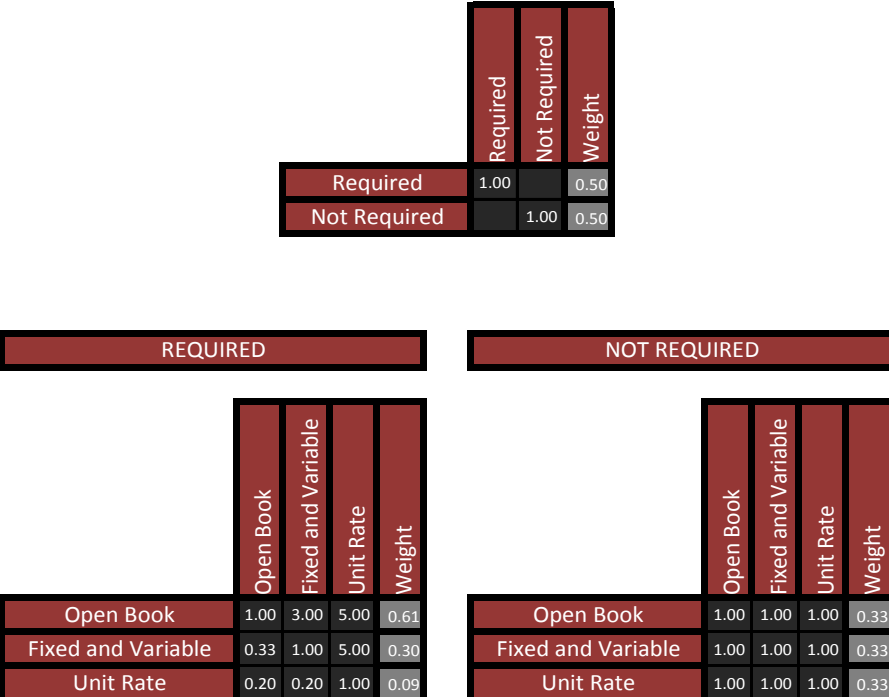 Required Not Required Weight
Required 1.00 0.50
Not Required 1.00 0.50
REQUIRED
Open Book Fixed and Variable Unit Rate Weight
Open Book 1.00 3.00 5.00 0.61
Fixed and Variable 0.33 1.00 5.00 0.30
Unit Rate 0.20 0.20 1.00 0.09
NOT REQUIRED
Open Book Fixed and Variable Unit Rate Weight
Open Book 1.00 1.00 1.00 0.33
Fixed and Variable 1.00 1.00 1.00 0.33
Unit Rate 1.00 1.00 1.00 0.33